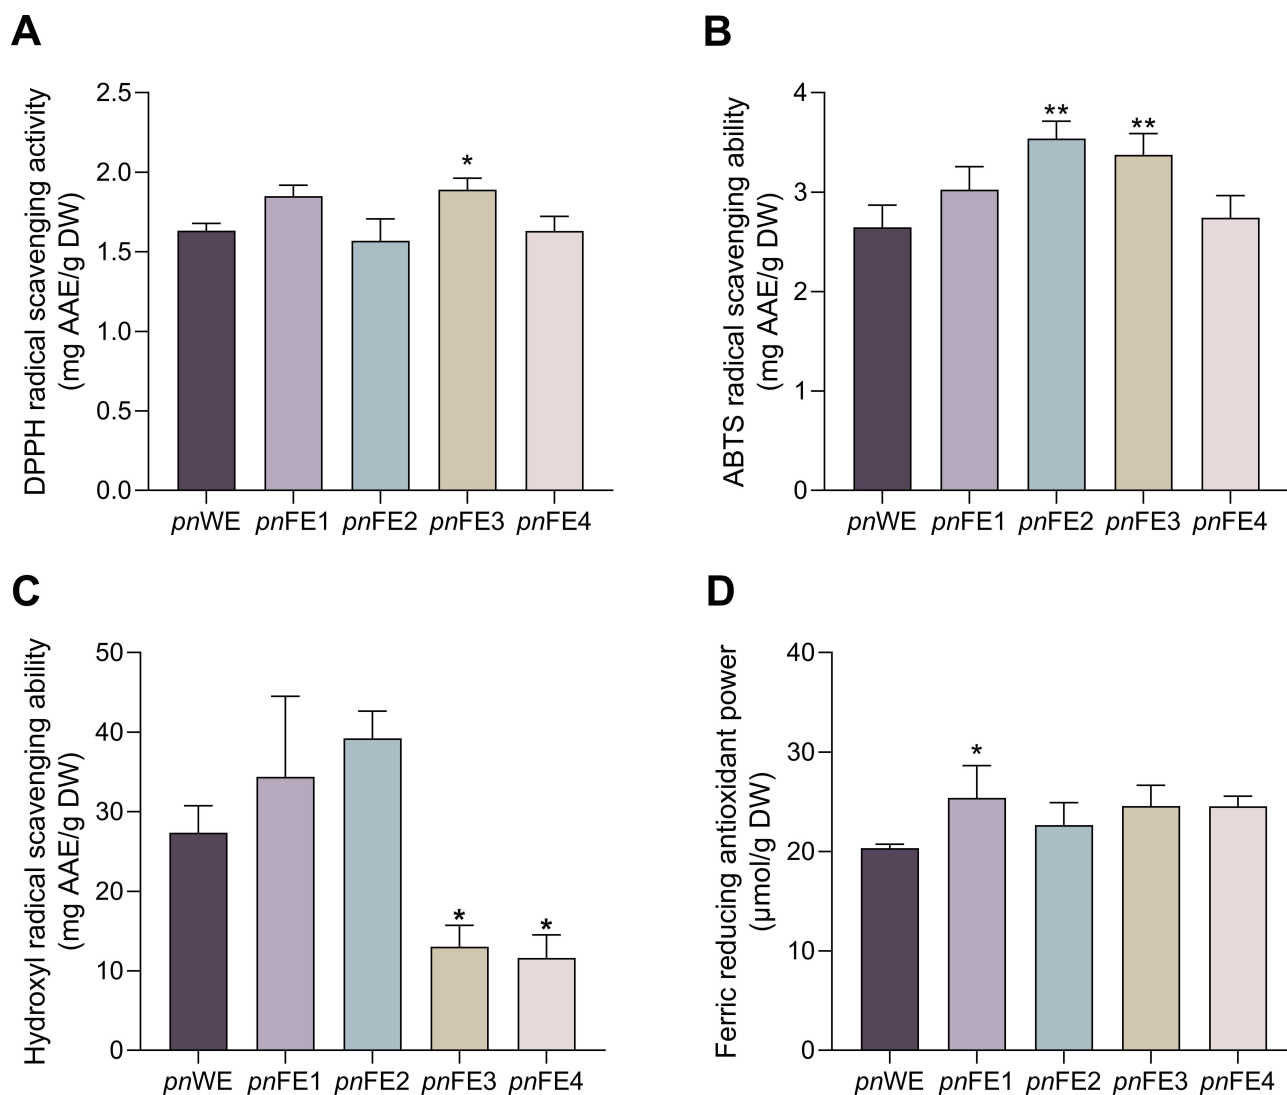 A
DPPH radical scavenging activity
(mg AAE/g DW)
2.5
2.0
1.5
1.0
0.5
0.0
*
pnWE pnFE1 pnFE2 pnFE3 pnFE4
B
ABTS radical scavenging ability
(mg AAE/g DW)
4
3
2
1
0
** **
pnWE pnFE1 pnFE2 pnFE3 pnFE4
C
Hydroxyl radical scavenging ability
(mg AAE/g DW)
50
40
30
20
10
0
* *
pnWE pnFE1 pnFE2 pnFE3 pnFE4
D
Ferric reducing antioxidant power
(μmol/g DW)
40
30
20
10
0
*
pnWE pnFE1 pnFE2 pnFE3 pnFE4